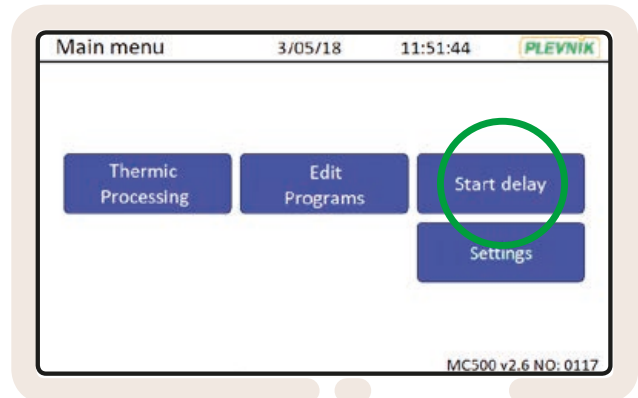 Main menu 3/05/18 11:51:44 PLEVNIK
Thermic Processing
Edit Programs
Start delay
Settings
MC500 v2.6 NO: 0117